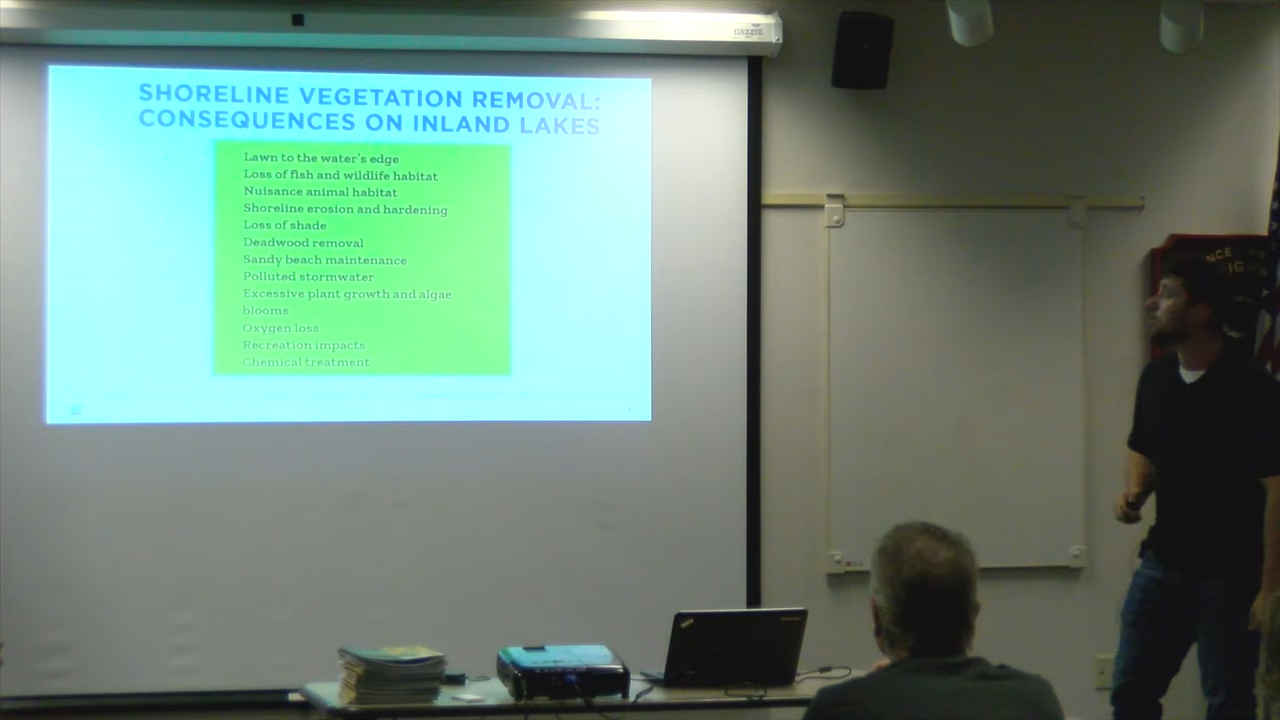 SHORELINE VEGETATION REMOVAL:
CONSEQUENCES ON INLAND LAKES
Lawn to the water's edge
Loss of fish and wildlife habitat
Nuisance animal habitat
Shoreline erosion and hardening
Loss of shade
Deadwood removal
Sandy beach maintenance
Polluted stormwater
Excessive plant growth and algae
blooms
Oxygen loss
Recreation impacts
Chemical treatment